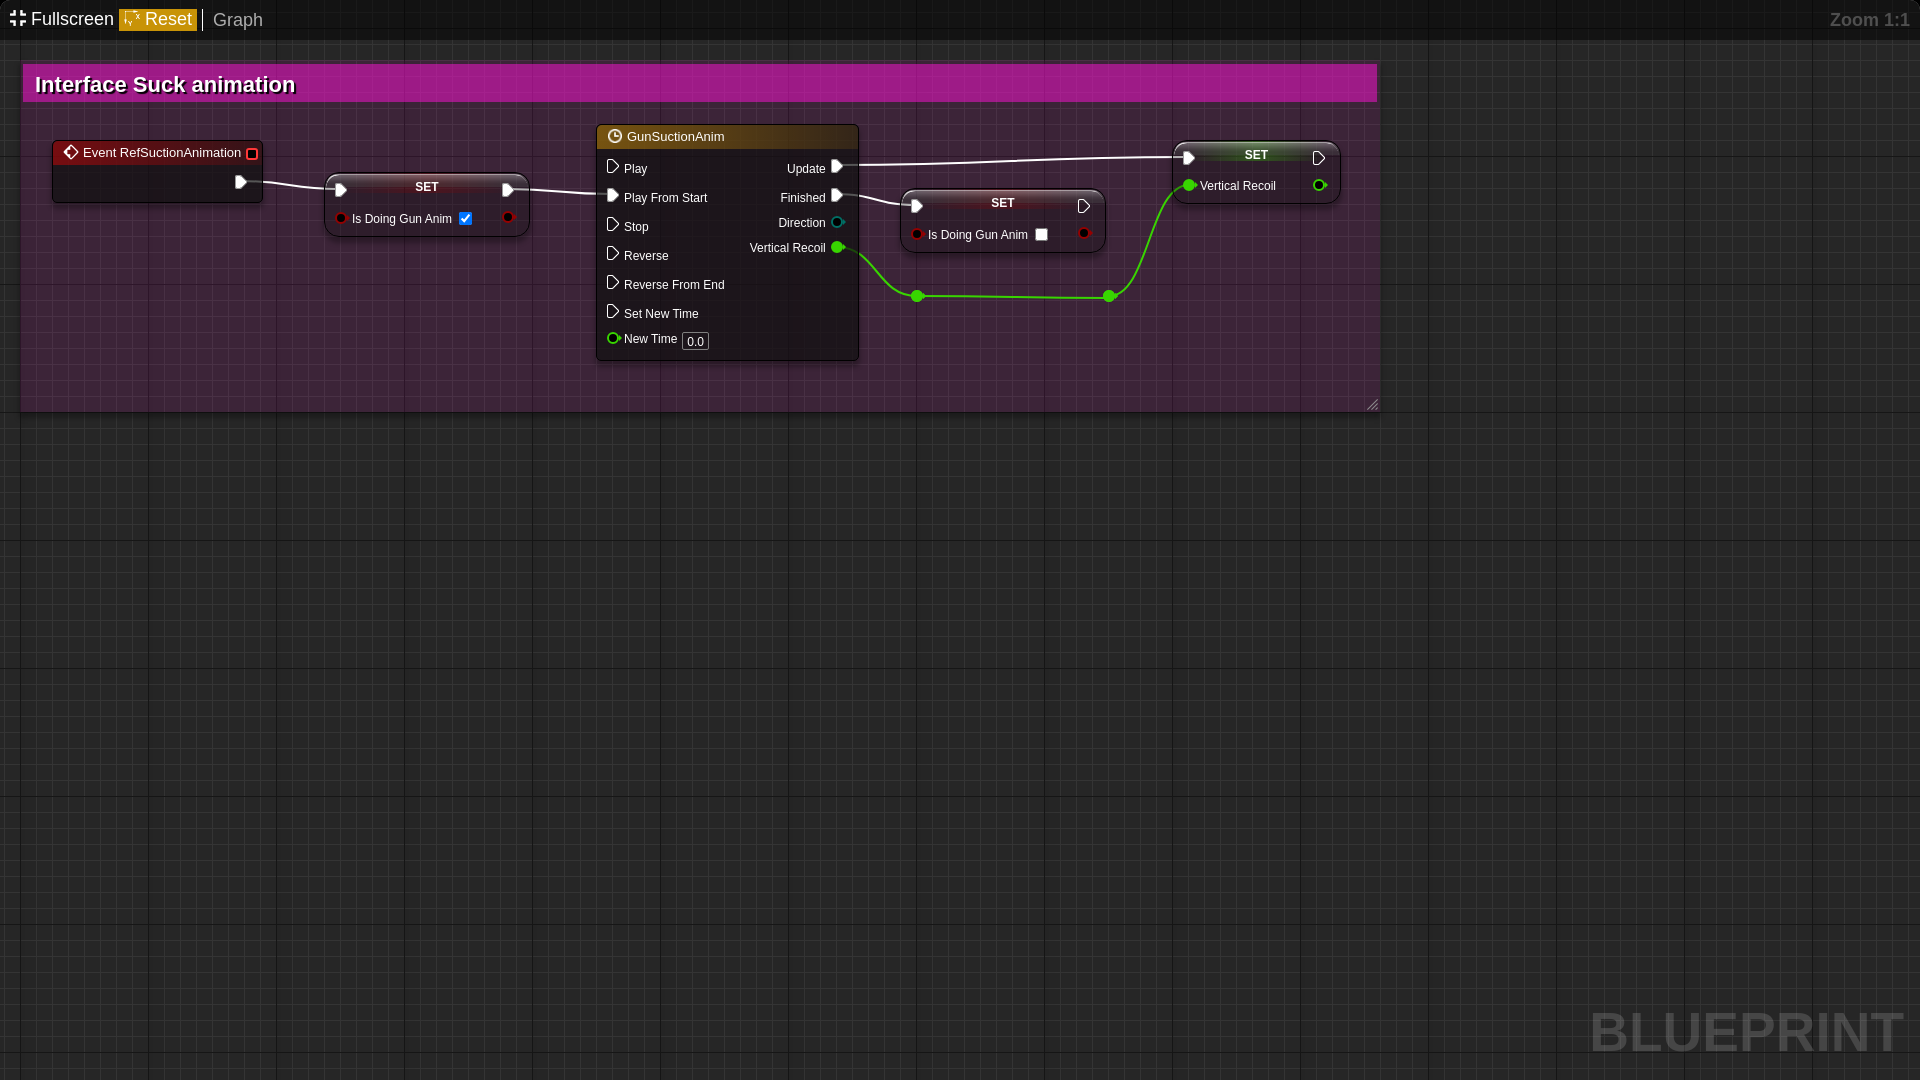 Fullscreen Reset Graph Zoom 1:1
Interface Suck animation
Event RefSuctionAnimation
SET
Is Doing Gun Anim
GunSuctionAnim
Play
Play From Start
Stop
Reverse
Reverse From End
Set New Time
New Time 0.0
Update
Finished
Direction
Vertical Recoil
SET
Is Doing Gun Anim
SET
Vertical Recoil
BLUEPRINT